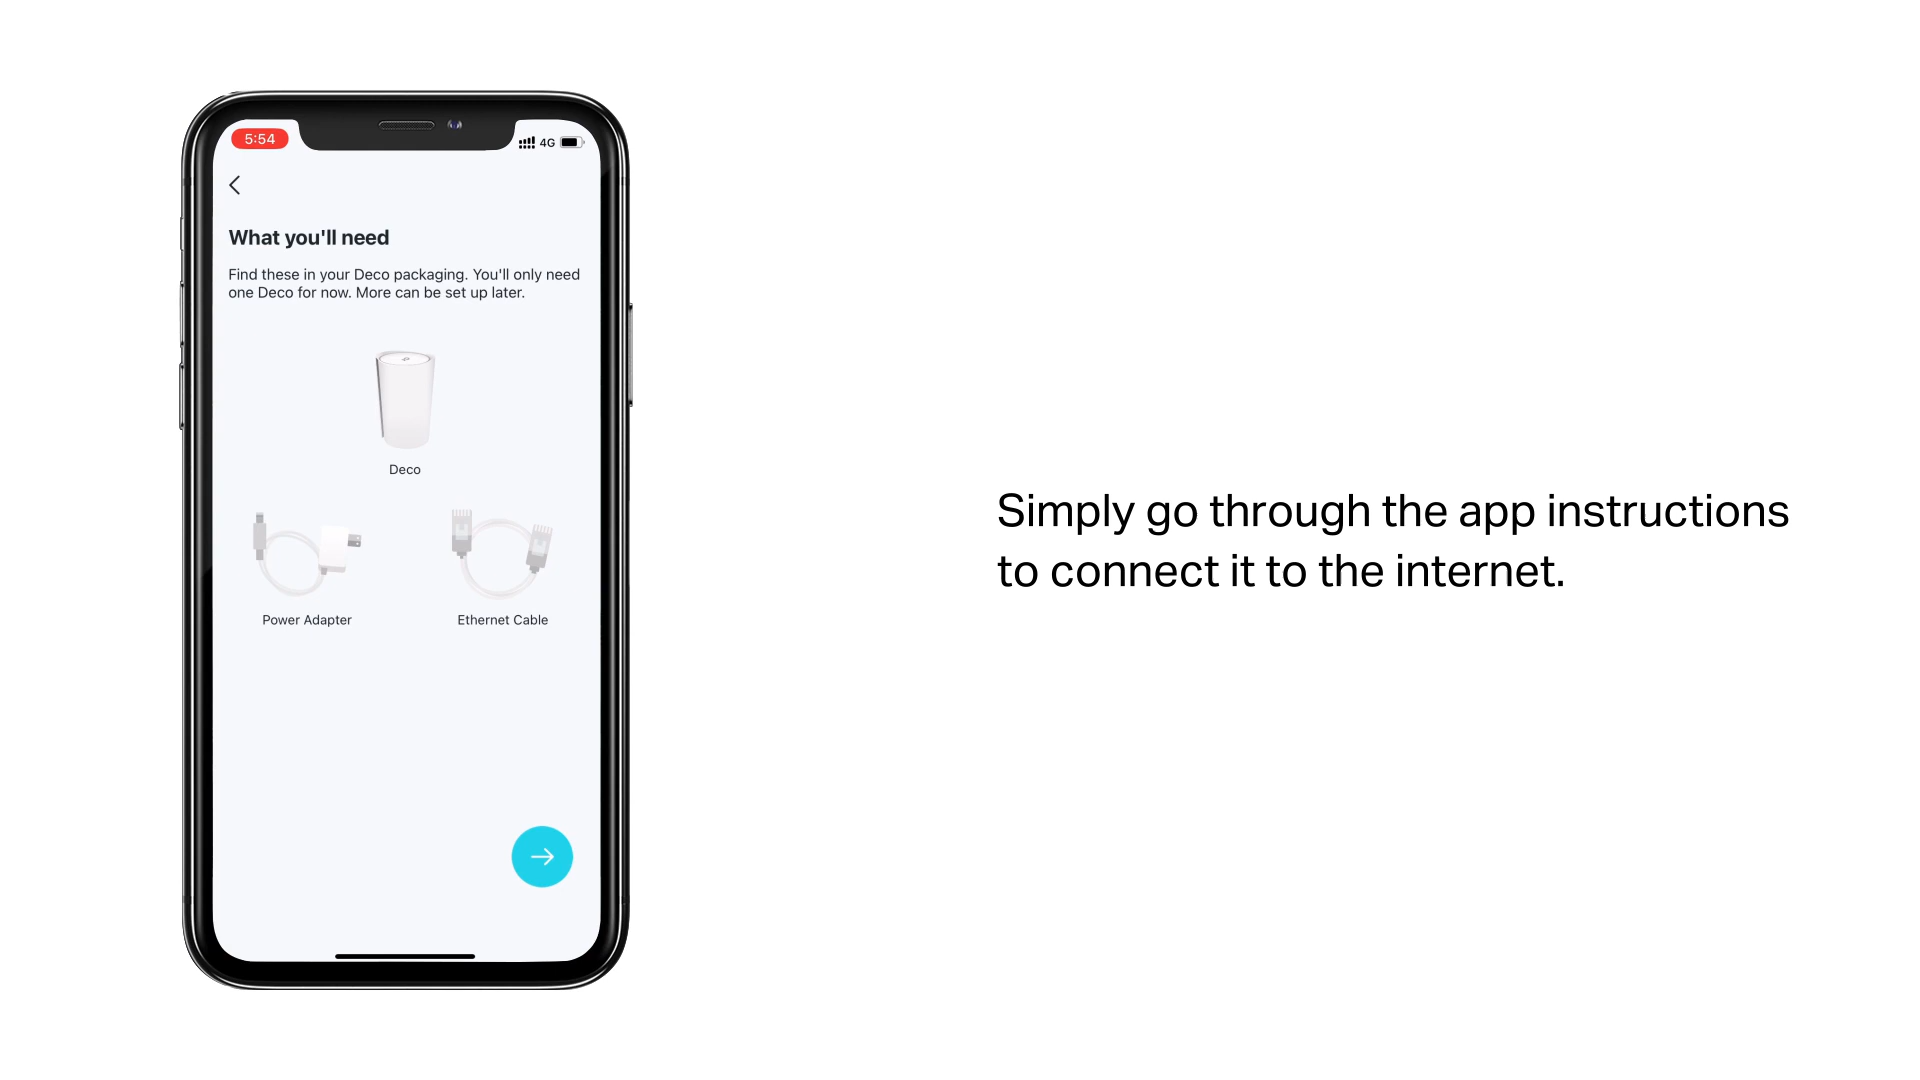 5:54
4G
What you'll need
Find these in your Deco packaging. You'll only need
one Deco for now. More can be set up later.
Deco
Power Adapter
Ethernet Cable
Simply go through the app instructions
to connect it to the internet.